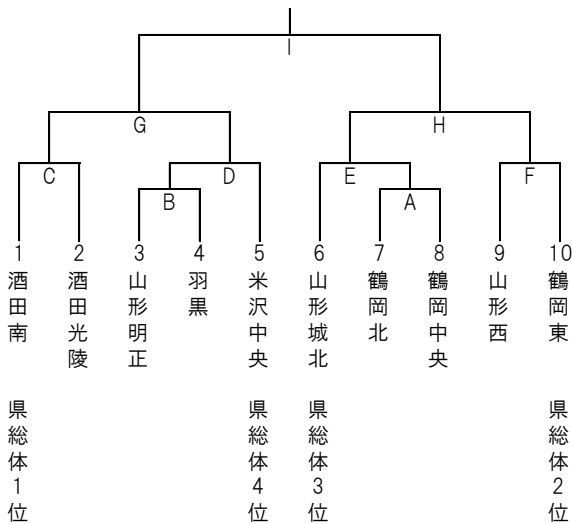 I
G
H
C
D
E
F
B
A
1
2
3
4
5
6
7
8
9
10
酒田南
酒田光陵
山形明正
羽黒
米沢中央
山形城北
鶴岡北
鶴岡中央
山形西
鶴岡東
県総体1位
県総体4位
県総体3位
県総体2位